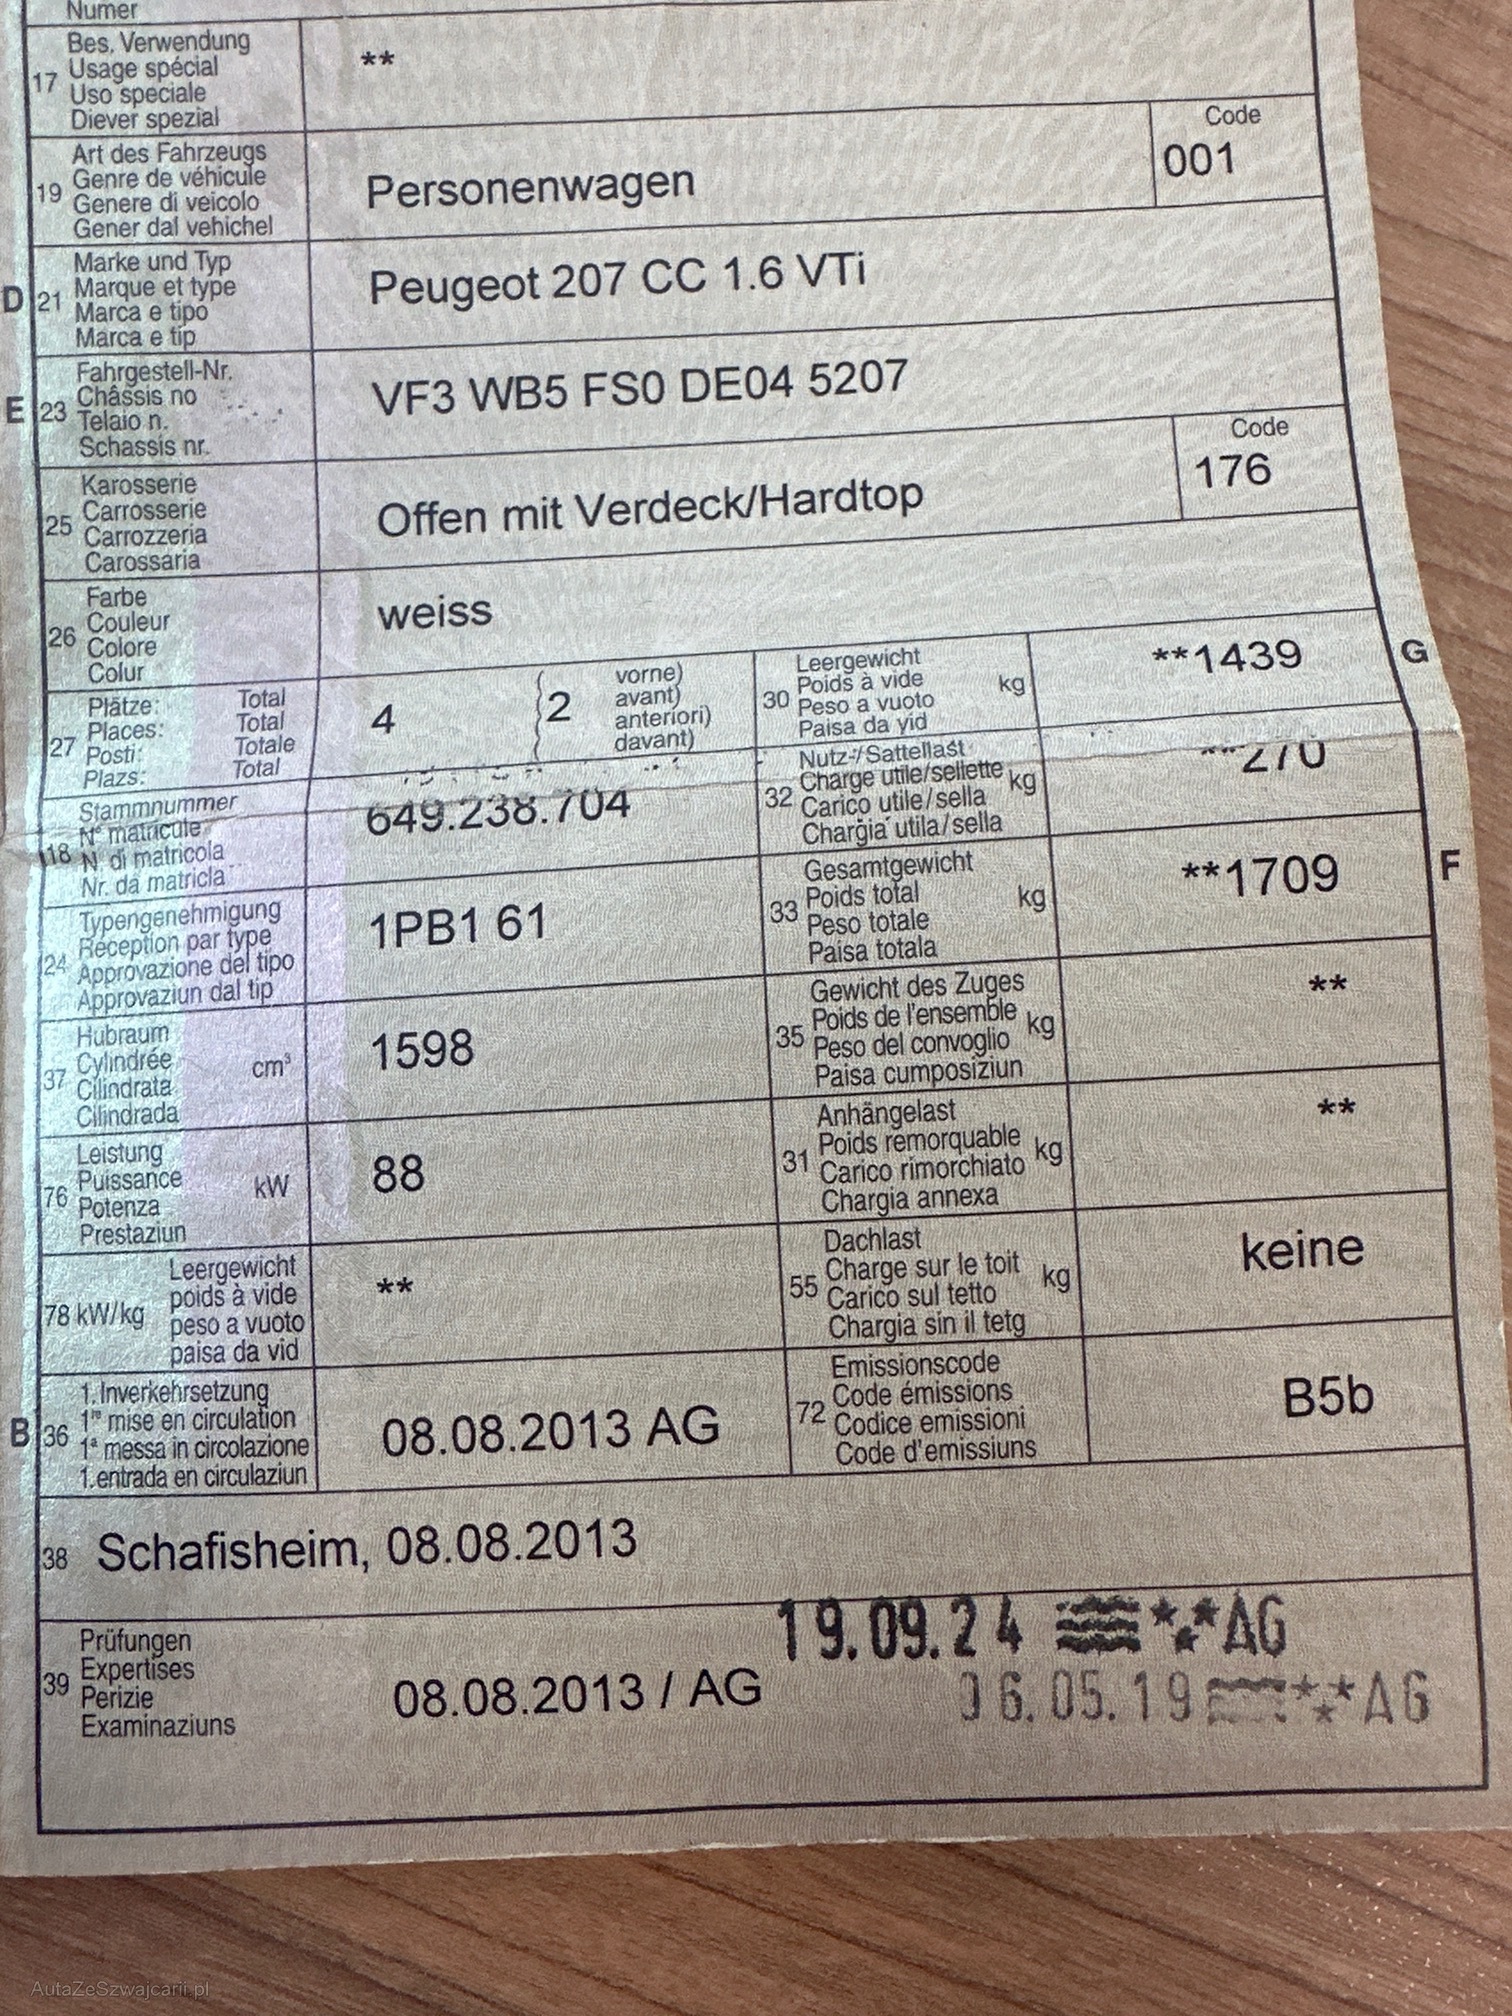 Numer
17 Bes. Verwendung
Usage spécial
Uso speciale
Diever spezial
**
19 Art des Fahrzeugs
Genre de véhicule
Genere di veicolo
Gener dal vehichel
Personenwagen
Code
001
D 21 Marke und Typ
Marque et type
Marca e tipo
Marca e tip
Peugeot 207 CC 1.6 VTi
E 23 Fahrgestell-Nr.
Châssis no
Telaio n.
Schassis nr.
VF3 WB5 FS0 DE04 5207
25 Karosserie
Carrosserie
Carrozzeria
Carossaria
Offen mit Verdeck/Hardtop
Code
176
26 Farbe
Couleur
Colore
Colur
weiss
27 Plätze: Total
Places: Total
Posti: Totale
Plazs: Total
4 2
vorne)
avant)
anteriori)
davant)
30 Leergewicht
Poids à vide
Peso a vuoto
Paisa da vid
kg
**1439
G
18 Stammnummer
N° matricule
N. di matricola
Nr. da matricla
649.238.704
32 Nutz-/Sattellast
Charge utile/sellette
Carico utile/sella
Chargia utila/sella
kg
**270
24 Typengenehmigung
Réception par type
Approvazione del tipo
Approvaziun dal tip
1PB1 61
33 Gesamtgewicht
Poids total
Peso totale
Paisa totala
kg
**1709
F
37 Hubraum
Cylindrée
Cilindrata
Cilindrada
cm³
1598
35 Gewicht des Zuges
Poids de l'ensemble
Peso del convoglio
Paisa cumposiziun
kg
**
76 Leistung
Puissance
Potenza
Prestaziun
kW
88
31 Anhängelast
Poids remorquable
Carico rimorchiato
Chargia annexa
kg
**
78 kW/kg
Leergewicht
poids à vide
peso a vuoto
paisa da vid
**
55 Dachlast
Charge sur le toit
Carico sul tetto
Chargia sin il tetg
kg
keine
B 36 1. Inverkehrsetzung
1re mise en circulation
1a messa in circolazione
1. entrada en circulaziun
08.08.2013 AG
72 Emissionscode
Code émissions
Codice emissioni
Code d'emissiuns
B5b
38 Schafisheim, 08.08.2013
39 Prüfungen
Expertises
Perizie
Examinaziuns
08.08.2013 / AG
19.09.24 **AG
06.05.19 **AG
AutaZeSzwajcarii.pl